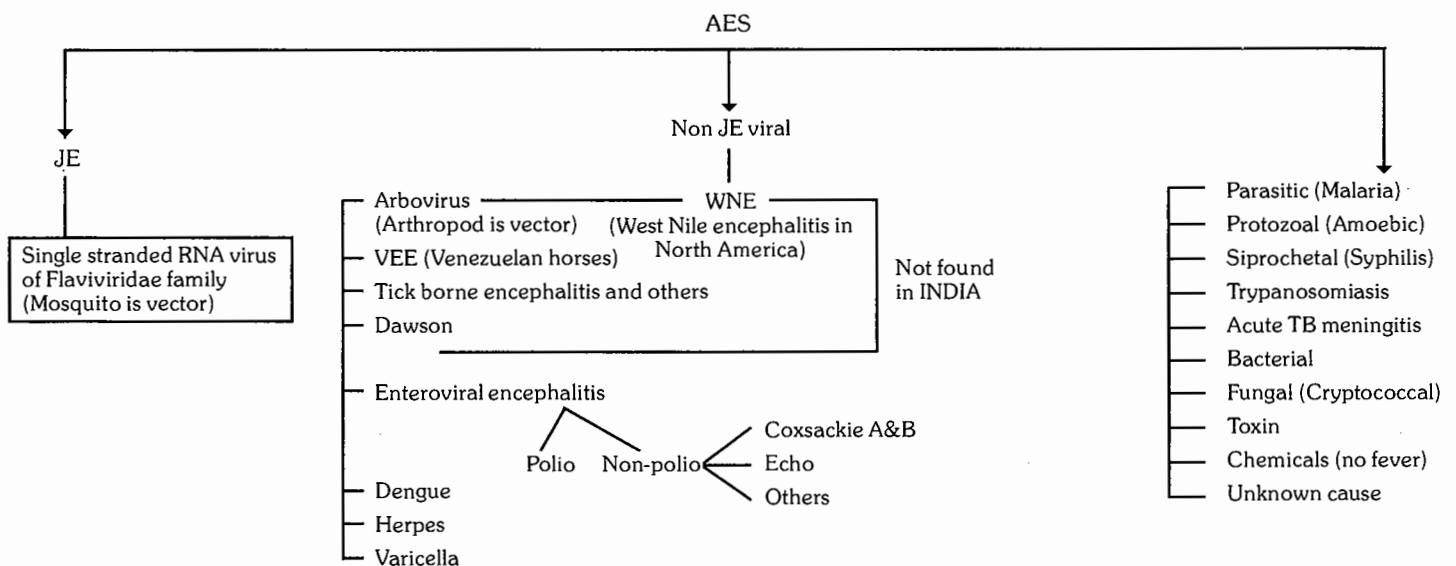 AES
JE
Single stranded RNA virus
of Flaviviridae family
(Mosquito is vector)
Non JE viral
Arbovirus
(Arthropod is vector)
WNE
(West Nile encephalitis in
North America)
VEE (Venezuelan horses)
Tick borne encephalitis and others
Dawson
Not found
in INDIA
Enteroviral encephalitis
Polio
Non-polio
Coxsackie A&B
Echo
Others
Dengue
Herpes
Varicella
Parasitic (Malaria)
Protozoal (Amoebic)
Siprochetal (Syphilis)
Trypanosomiasis
Acute TB meningitis
Bacterial
Fungal (Cryptococcal)
Toxin
Chemicals (no fever)
Unknown cause